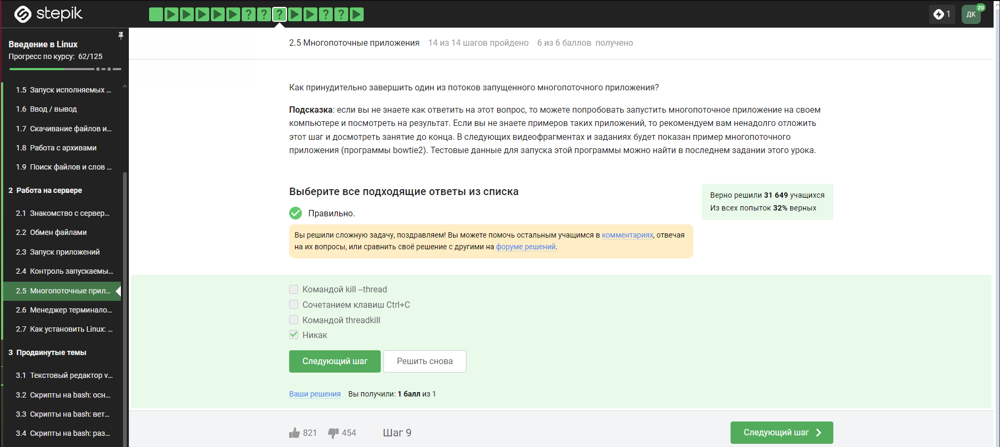 stepik
? ? ? ? ?
1
ДК
20
Введение в Linux
Прогресс по курсу: 62/125
1.5 Запуск исполняемых ...
1.6 Ввод / вывод
1.7 Скачивание файлов и...
1.8 Работа с архивами
1.9 Поиск файлов и слов ...
2 Работа на сервере
2.1 Знакомство с сервер...
2.2 Обмен файлами
2.3 Запуск приложений
2.4 Контроль запускаемы...
2.5 Многопоточные прил...
2.6 Менеджер терминало...
2.7 Как установить Linux: ...
3 Продвинутые темы
3.1 Текстовый редактор v...
3.2 Скрипты на bash: осн...
3.3 Скрипты на bash: вет...
3.4 Скрипты на bash: раз...
2.5 Многопоточные приложения 14 из 14 шагов пройдено 6 из 6 баллов получено
Как принудительно завершить один из потоков запущенного многопоточного приложения?
Подсказка: если вы не знаете как ответить на этот вопрос, то можете попробовать запустить многопоточное приложение на своем
компьютере и посмотреть на результат. Если вы не знаете примеров таких приложений, то рекомендуем вам ненадолго отложить
этот шаг и досмотреть занятие до конца. В следующих видеофрагментах и заданиях будет показан пример многопоточного
приложения (программы bowtie2). Тестовые данные для запуска этой программы можно найти в последнем задании этого урока.
Выберите все подходящие ответы из списка
Верно решили 31 649 учащихся
Из всех попыток 32% верных
Правильно.
Вы решили сложную задачу, поздравляем! Вы можете помочь остальным учащимся в комментариях, отвечая
на их вопросы, или сравнить своё решение с другими на форуме решений.
Командой kill --thread
Сочетанием клавиш Ctrl+C
Командой threadkill
Никак
Следующий шаг Решить снова
Ваши решения Вы получили: 1 балл из 1
821 454 Шаг 9 Следующий шаг